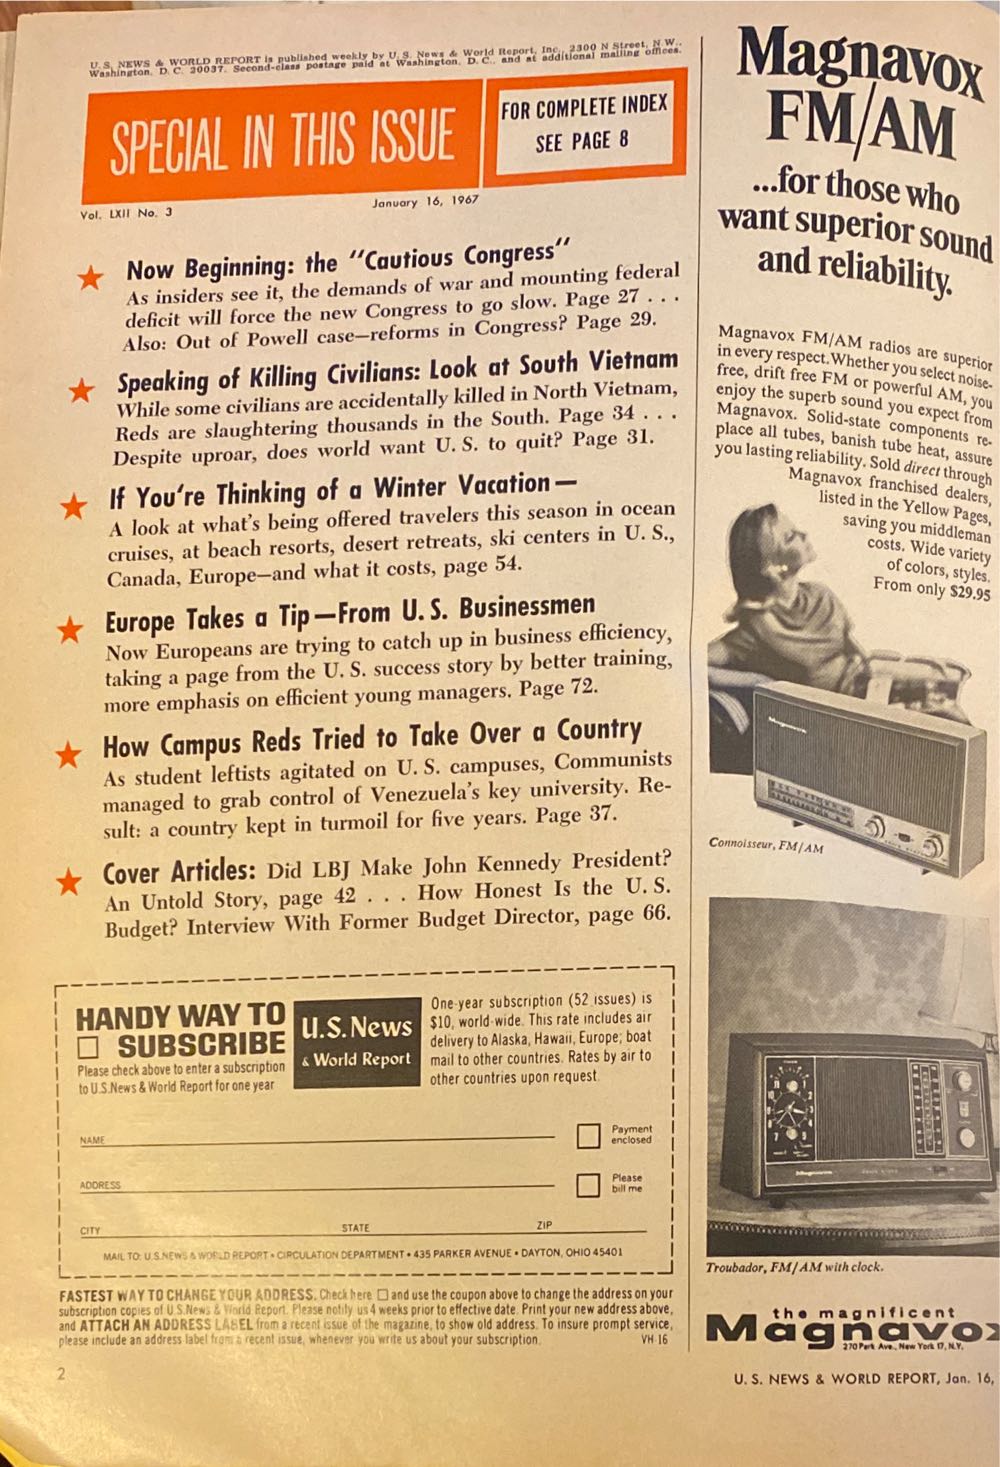 U. S. NEWS & WORLD REPORT is published weekly by U. S. News & World Report, Inc., 2300 N Street, N.W.,
Washington, D. C. 20037. Second-class postage paid at Washington, D. C., and at additional mailing offices.
SPECIAL IN THIS ISSUE
FOR COMPLETE INDEX
SEE PAGE 8
Vol. LXII No. 3
January 16, 1967
Now Beginning: the "Cautious Congress"
As insiders see it, the demands of war and mounting federal
deficit will force the new Congress to go slow. Page 27 . . .
Also: Out of Powell case—reforms in Congress? Page 29.
Speaking of Killing Civilians: Look at South Vietnam
While some civilians are accidentally killed in North Vietnam,
Reds are slaughtering thousands in the South. Page 34 . . .
Despite uproar, does world want U. S. to quit? Page 31.
If You're Thinking of a Winter Vacation—
A look at what's being offered travelers this season in ocean
cruises, at beach resorts, desert retreats, ski centers in U. S.,
Canada, Europe—and what it costs, page 54.
Europe Takes a Tip—From U. S. Businessmen
Now Europeans are trying to catch up in business efficiency,
taking a page from the U. S. success story by better training,
more emphasis on efficient young managers. Page 72.
How Campus Reds Tried to Take Over a Country
As student leftists agitated on U. S. campuses, Communists
managed to grab control of Venezuela's key university. Re-
sult: a country kept in turmoil for five years. Page 37.
Cover Articles: Did LBJ Make John Kennedy President?
An Untold Story, page 42 . . . How Honest Is the U. S.
Budget? Interview With Former Budget Director, page 66.
HANDY WAY TO
SUBSCRIBE
Please check above to enter a subscription
to U.S.News & World Report for one year
U.S.News
& World Report
One-year subscription (52 issues) is
$10, world-wide. This rate includes air
delivery to Alaska, Hawaii, Europe; boat
mail to other countries. Rates by air to
other countries upon request.
NAME
Payment
enclosed
ADDRESS
Please
bill me
CITY STATE ZIP
MAIL TO: U.S.NEWS & WORLD REPORT • CIRCULATION DEPARTMENT • 435 PARKER AVENUE • DAYTON, OHIO 45401
FASTEST WAY TO CHANGE YOUR ADDRESS. Check here and use the coupon above to change the address on your
subscription copies of U.S.News & World Report. Please notify us 4 weeks prior to effective date. Print your new address above,
and ATTACH AN ADDRESS LABEL from a recent issue of the magazine, to show old address. To insure prompt service,
please include an address label from a recent issue, whenever you write us about your subscription. VH-16
2
Magnavox
FM/AM
...for those who
want superior sound
and reliability.
Magnavox FM/AM radios are superior
in every respect. Whether you select noise-
free, drift free FM or powerful AM, you
enjoy the superb sound you expect from
Magnavox. Solid-state components re-
place all tubes, banish tube heat, assure
you lasting reliability. Sold direct through
Magnavox franchised dealers,
listed in the Yellow Pages,
saving you middleman
costs. Wide variety
of colors, styles.
From only $29.95
Magnavox
Connoisseur, FM/AM
Magnavox
Troubador, FM/AM with clock.
the magnificent
Magnavox
270 Park Ave., New York 17, N.Y.
U. S. NEWS & WORLD REPORT, Jan. 16,